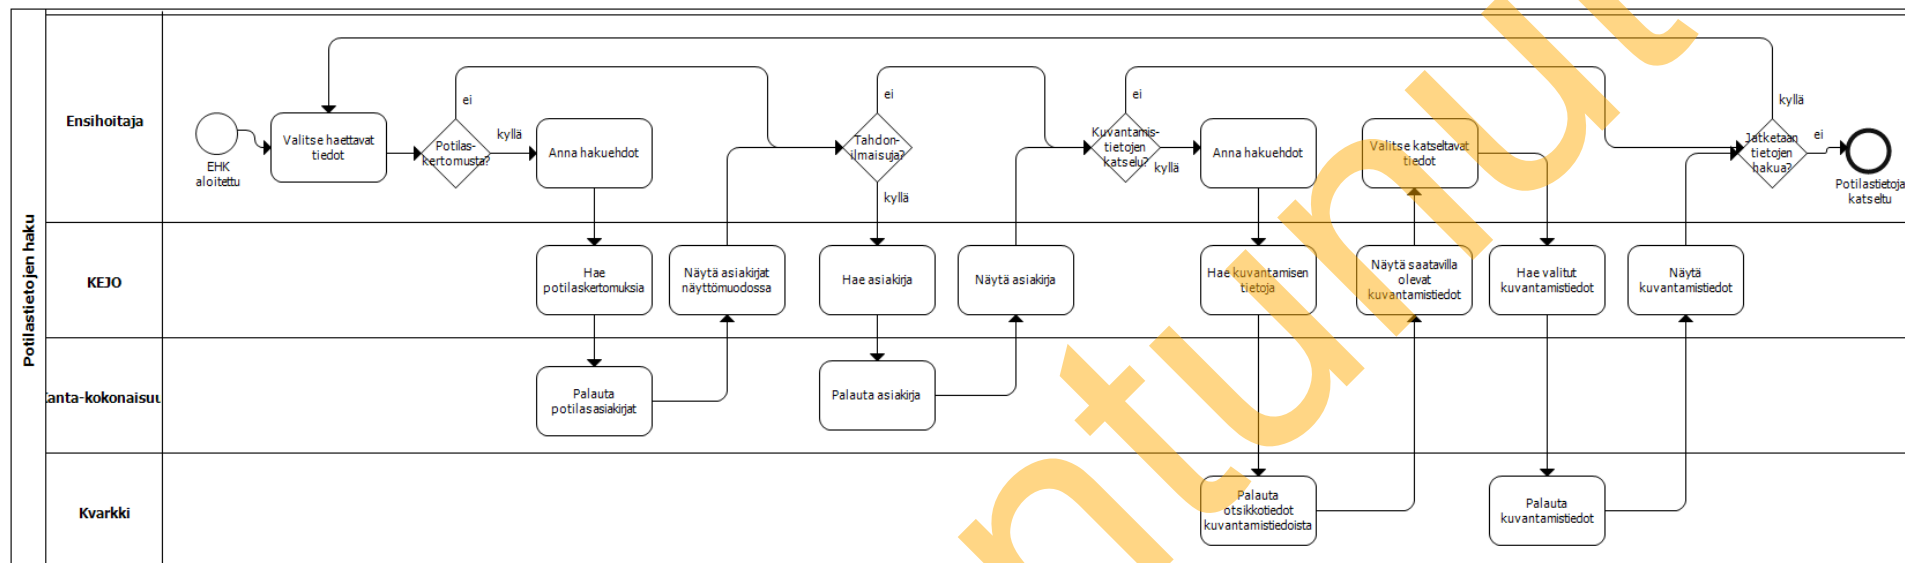 Potilastietojen haku
Ensihoitaja
EHK
aloitettu
Valitse haettavat
tiedot
Potilas-
kertomusta?
ei
kyllä
Anna hakuehdot
Tahdon-
ilmaisuja?
ei
kyllä
Kuvantamis-
tietojen
katselu?
ei
kyllä
Anna hakuehdot
Valitse katseltavat
tiedot
Jatketaan
tietojen
hakua?
kyllä
ei
Potilastietoja
katseltu
KEJO
Hae
potilaskertomuksia
Näytä asiakirjat
näyttömuodossa
Hae asiakirja
Näytä asiakirja
Hae kuvantamisen
tietoja
Näytä saatavilla
olevat
kuvantamistiedot
Hae valitut
kuvantamistiedot
Näytä
kuvantamistiedot
anta-kokonaisuu
Palauta
potilasasiakirjat
Palauta asiakirja
Kvarkki
Palauta
otsikkotiedot
kuvantamistiedoista
Palauta
kuvantamistiedot
ntunut